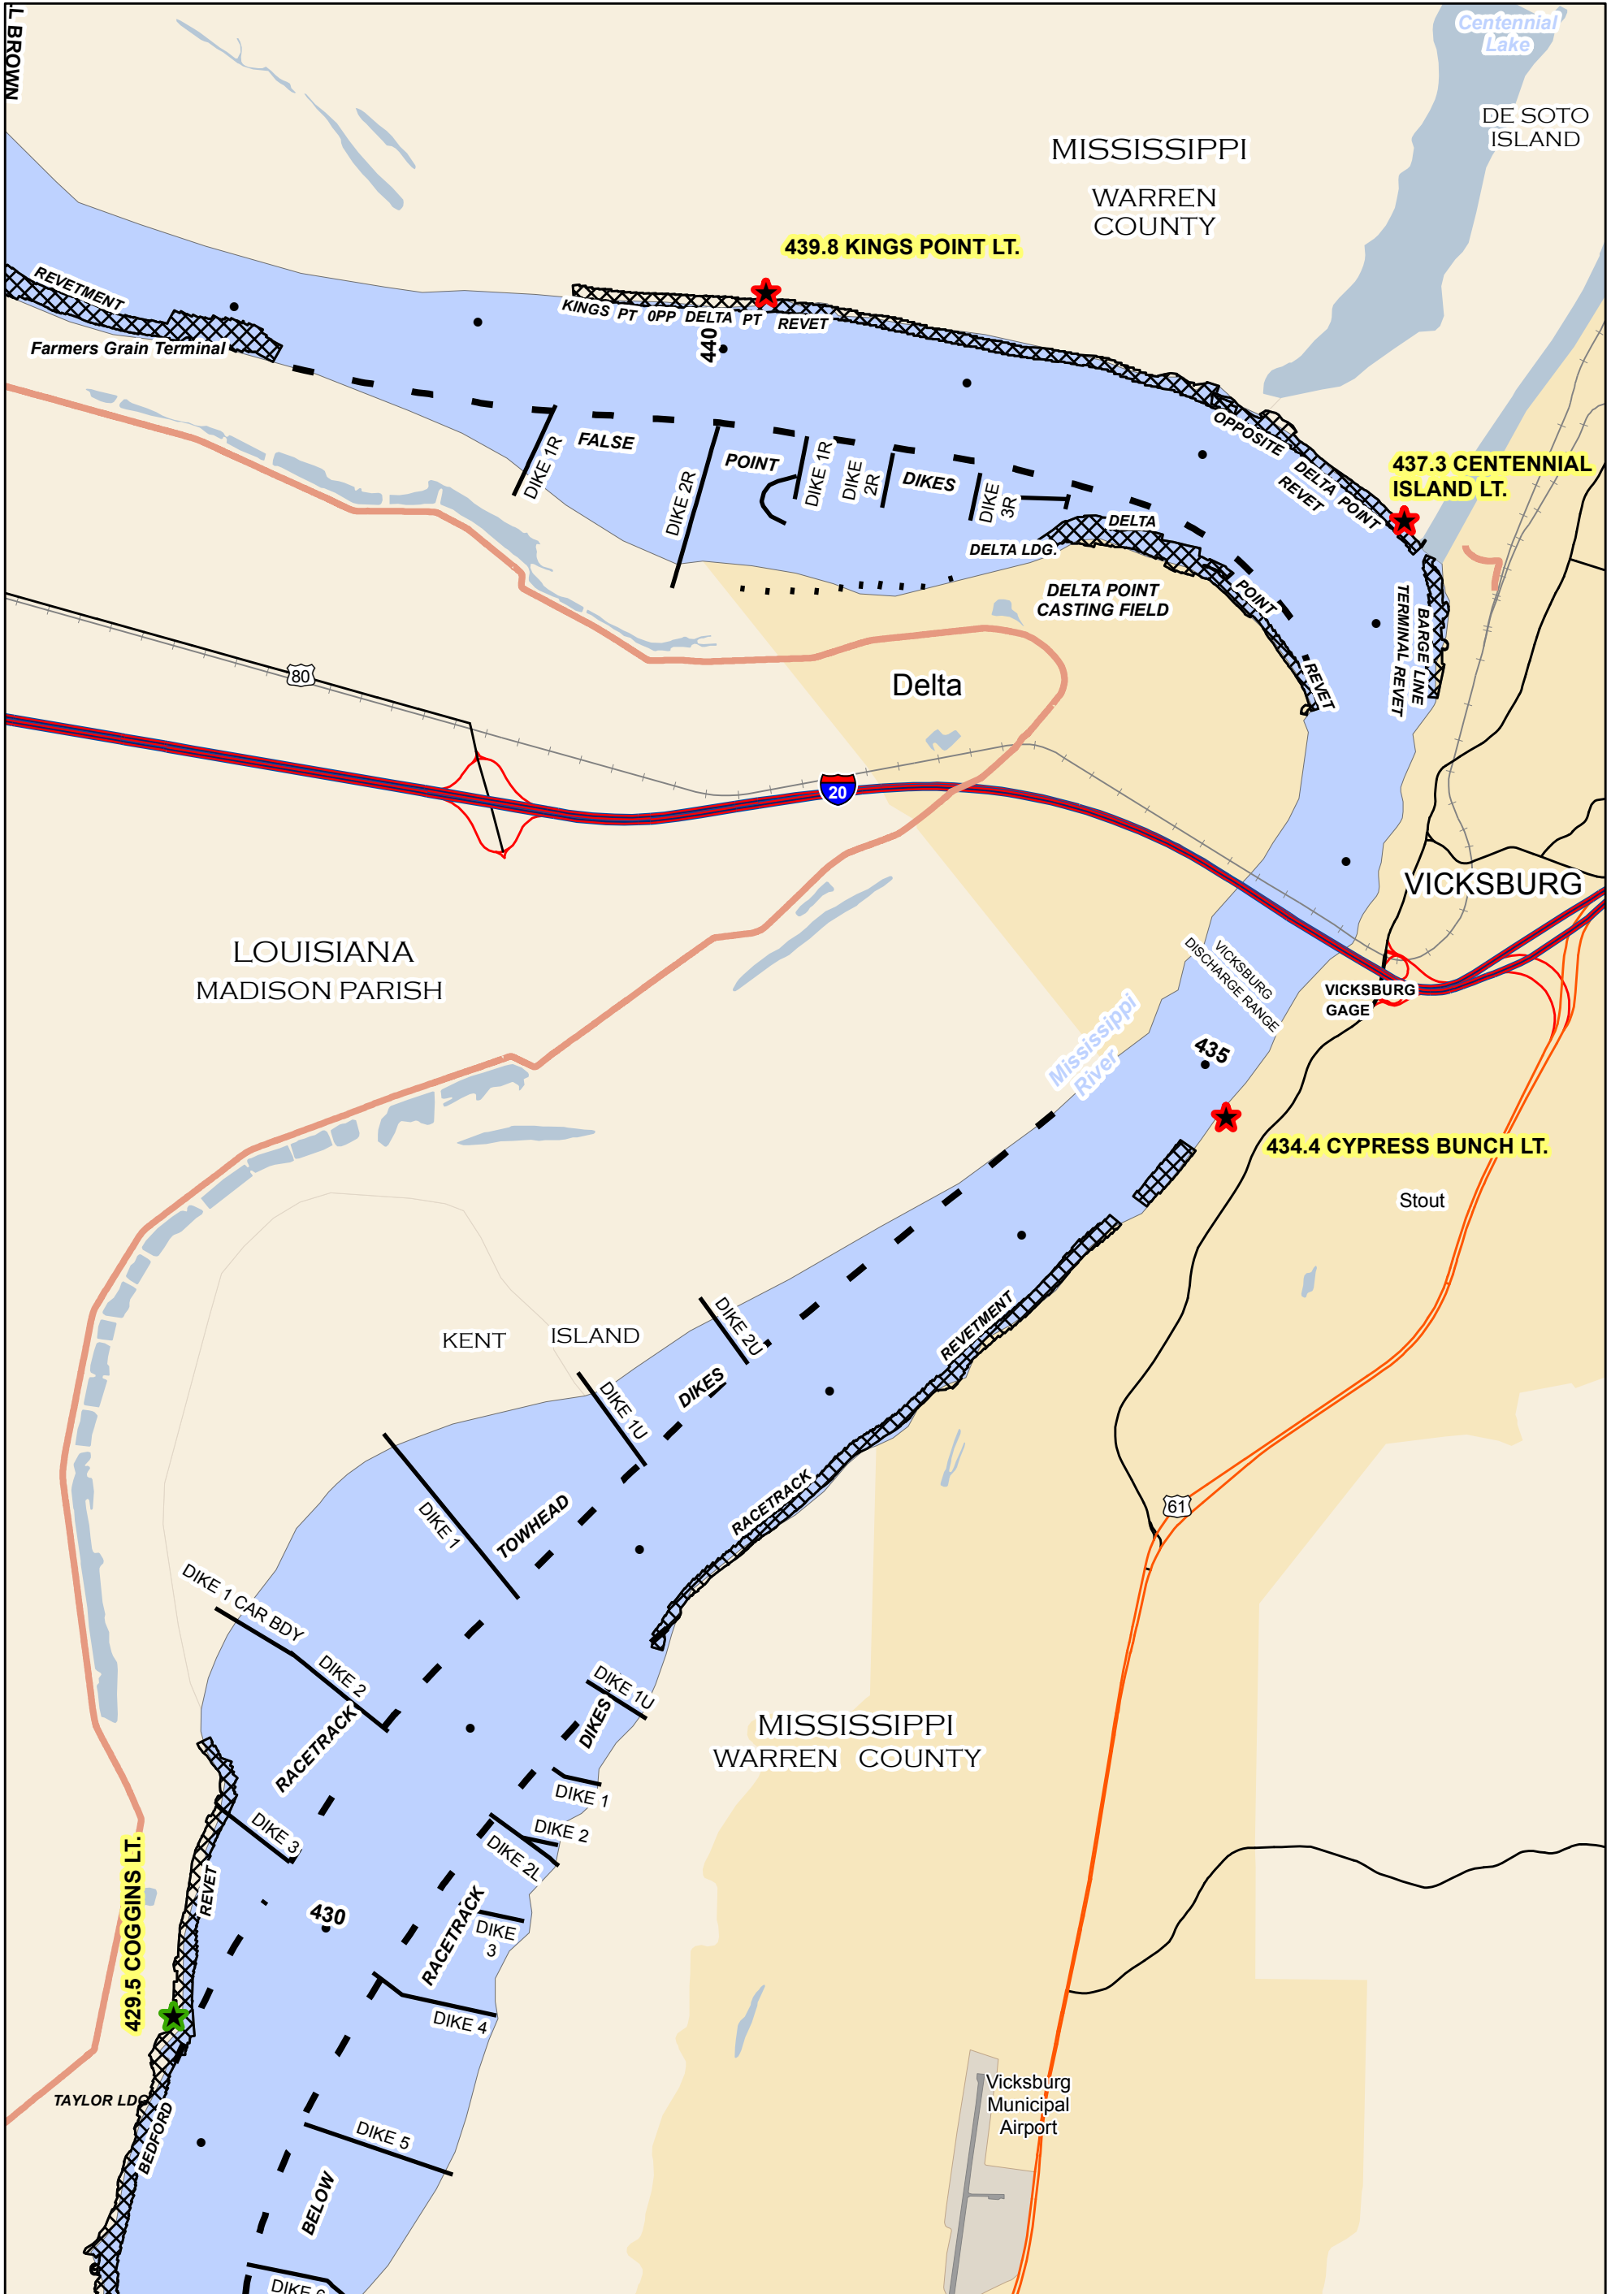 L BROWN
Centennial
Lake
DE SOTO
ISLAND
MISSISSIPPI
WARREN
COUNTY
439.8 KINGS POINT LT.
REVETMENT
KINGS PT 0PP DELTA PT REVET
Farmers Grain Terminal
440
OPPOSITE DELTA POINT
REVET
437.3 CENTENNIAL
ISLAND LT.
DIKE 1R
FALSE
DIKE 2R
POINT
DIKE 1R
DIKE
2R
DIKES
DIKE
3R
DELTA
DELTA LDG.
POINT
REVET
DELTA POINT
CASTING FIELD
BARGE LINE
TERMINAL REVET
80
Delta
20
VICKSBURG
LOUISIANA
MADISON PARISH
VICKSBURG
DISCHARGE RANGE
VICKSBURG
GAGE
Mississippi
River
435
434.4 CYPRESS BUNCH LT.
Stout
KENT ISLAND
DIKE 2U
REVETMENT
DIKES
DIKE 1U
RACETRACK
DIKE 1
TOWHEAD
61
DIKE 1 CAR BDY
DIKE 2
RACETRACK
DIKE 1U
DIKES
MISSISSIPPI
WARREN COUNTY
DIKE 1
DIKE 2
DIKE 2L
DIKE 3
REVET
429.5 COGGINS LT.
430
RACETRACK
DIKE
3
DIKE 4
TAYLOR LDG
BEDFORD
DIKE 5
BELOW
Vicksburg
Municipal
Airport
DIKE 6